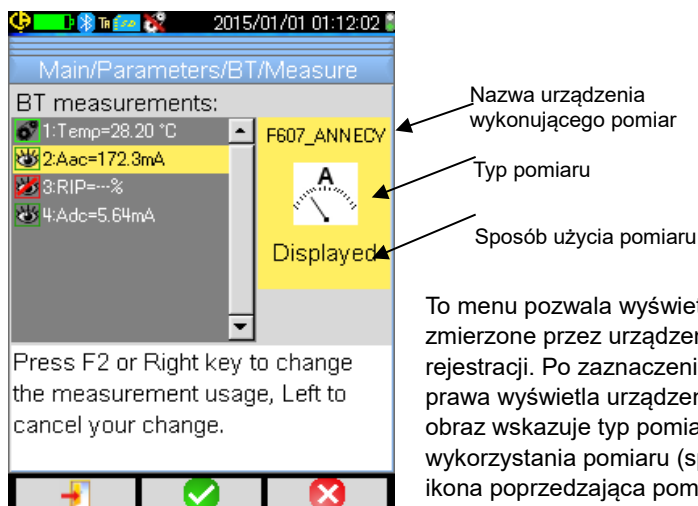 2015/01/01 01:12:02
Main/Parameters/BT/Measure
BT measurements:
1:Temp=28.20 °C
2:Aac=172.3mA
3:RIP=---%
4:Adc=5.64mA
F607_ANNECY
A
Displayed
Press F2 or Right key to change
the measurement usage, Left to
cancel your change.
Nazwa urządzenia
wykonującego pomiar
Typ pomiaru
Sposób użycia pomiaru
To menu pozwala wyświet
zmierzone przez urządzen
rejestracji. Po zaznaczeni
prawa wyświetla urządzen
obraz wskazuje typ pomia
wykorzystania pomiaru (s
ikona poprzedzająca pom